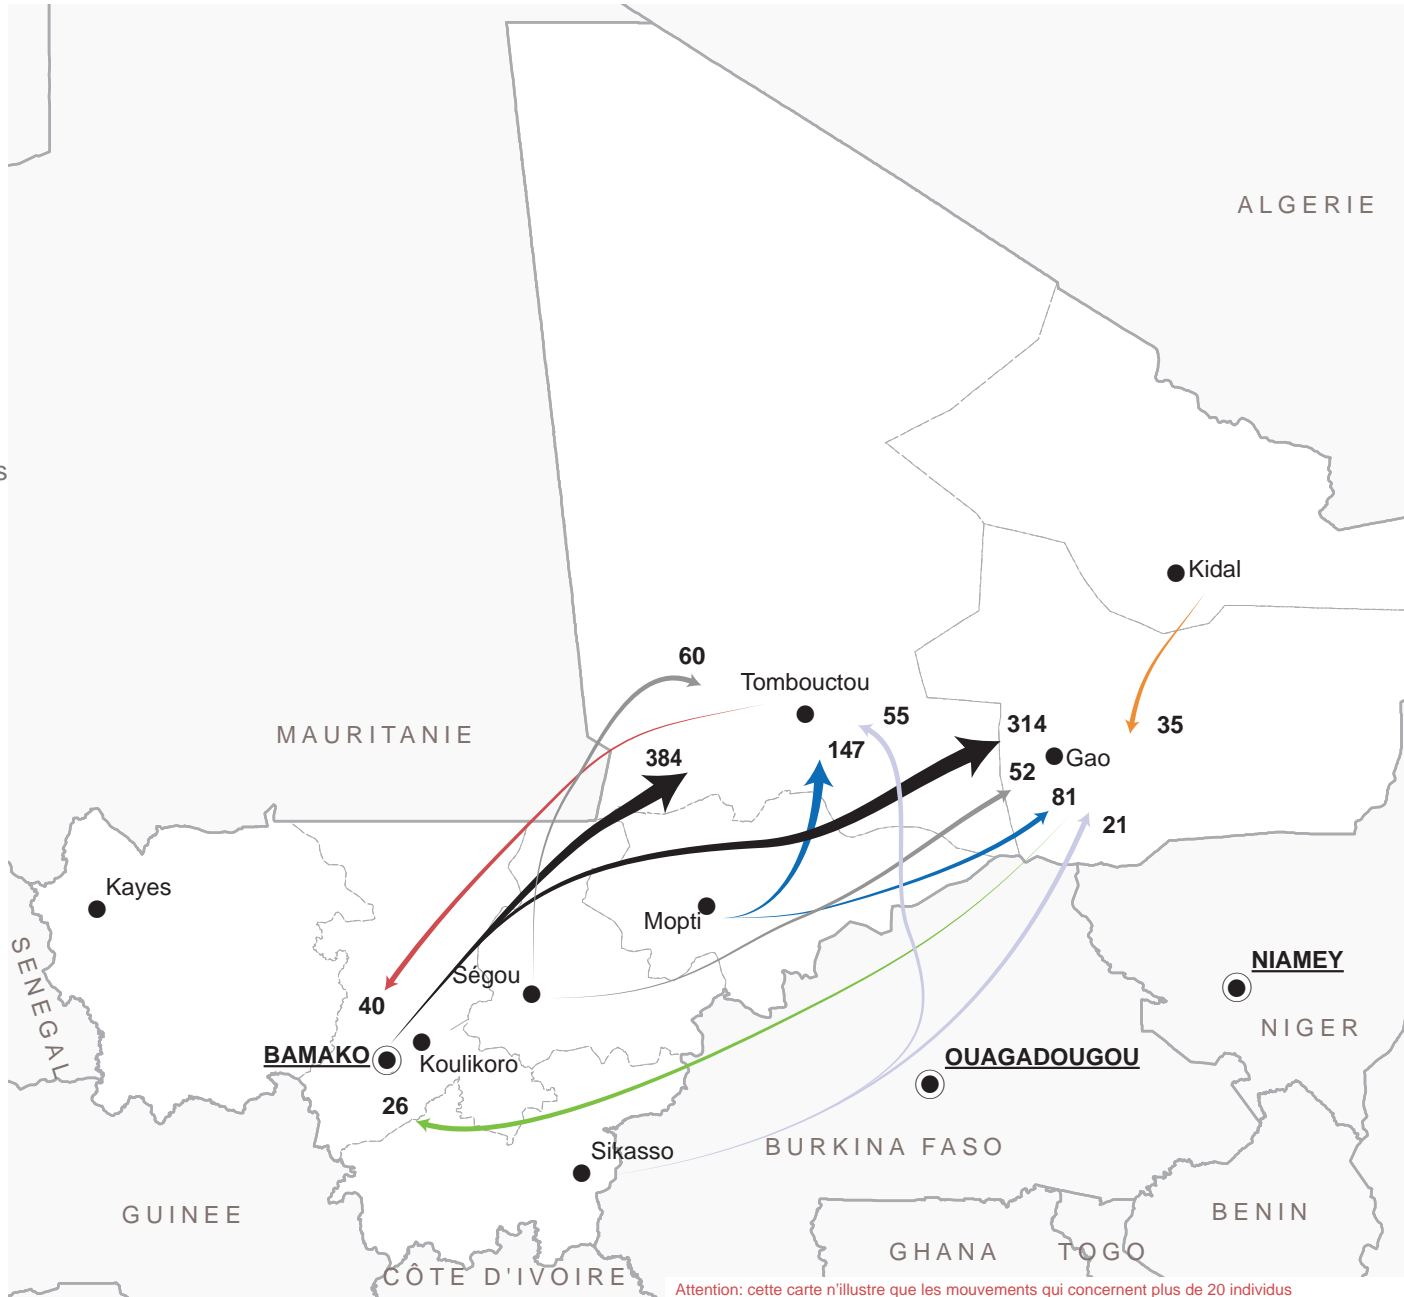 ALGERIE
s
Kidal
60
Tombouctou
55
314
35
MAURITANIE
384
147
Gao
52
81
21
Kayes
Mopti
SENEGAL
Ségou
NIAMEY
40
NIGER
BAMAKO
Koulikoro
OUAGADOUGOU
26
Sikasso
BURKINA FASO
GUINEE
BENIN
GHANA
TOGO
CÔTE D'IVOIRE
Attention: cette carte n'illustre que les mouvements qui concernent plus de 20 individus